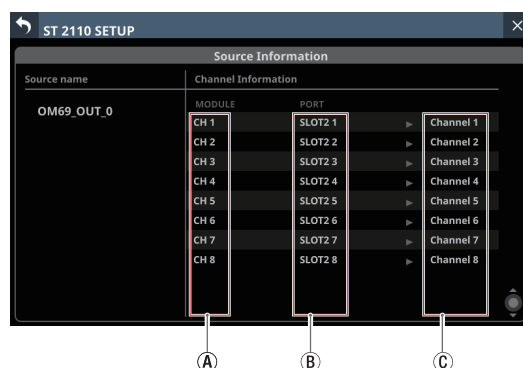 ST 2110 SETUP
Source Information
Source name Channel Information
OM69_OUT_0
MODULE PORT
CH 1 SLOT2 1 ▶ Channel 1
CH 2 SLOT2 2 ▶ Channel 2
CH 3 SLOT2 3 ▶ Channel 3
CH 4 SLOT2 4 ▶ Channel 4
CH 5 SLOT2 5 ▶ Channel 5
CH 6 SLOT2 6 ▶ Channel 6
CH 7 SLOT2 7 ▶ Channel 7
CH 8 SLOT2 8 ▶ Channel 8
Ⓐ Ⓑ Ⓒ